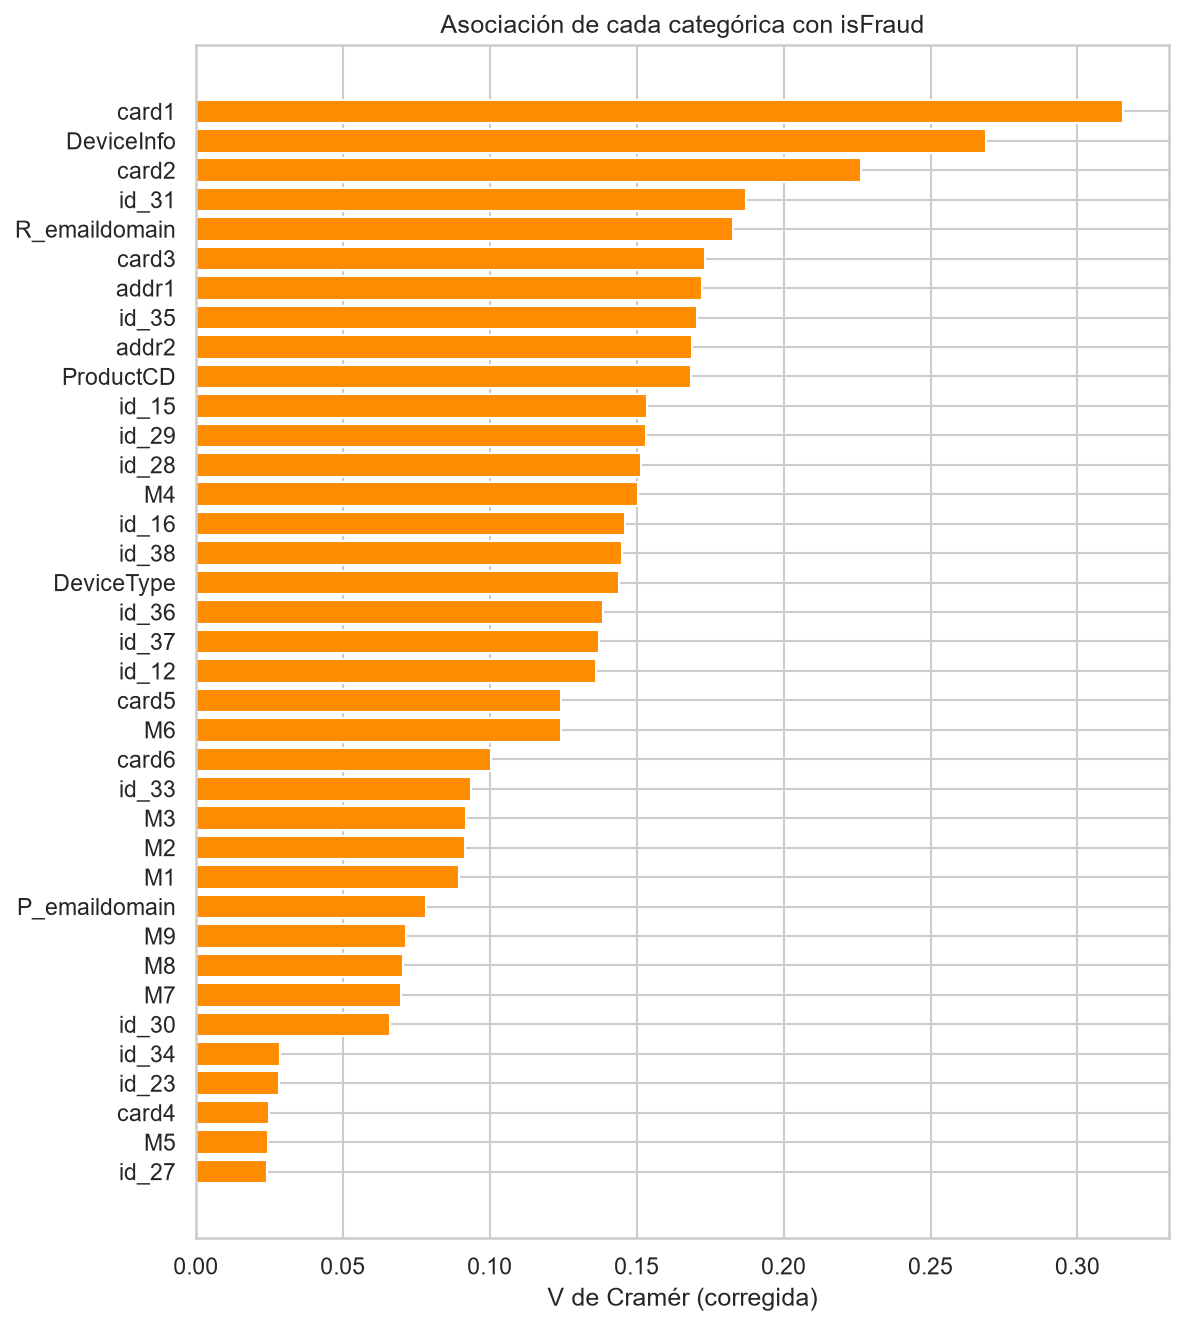 Asociación de cada categórica con isFraud
card1
DeviceInfo
card2
id_31
R_emaildomain
card3
addr1
id_35
addr2
ProductCD
id_15
id_29
id_28
M4
id_16
id_38
DeviceType
id_36
id_37
id_12
card5
M6
card6
id_33
M3
M2
M1
P_emaildomain
M9
M8
M7
id_30
id_34
id_23
card4
M5
id_27
0.00 0.05 0.10 0.15 0.20 0.25 0.30
V de Cramér (corregida)